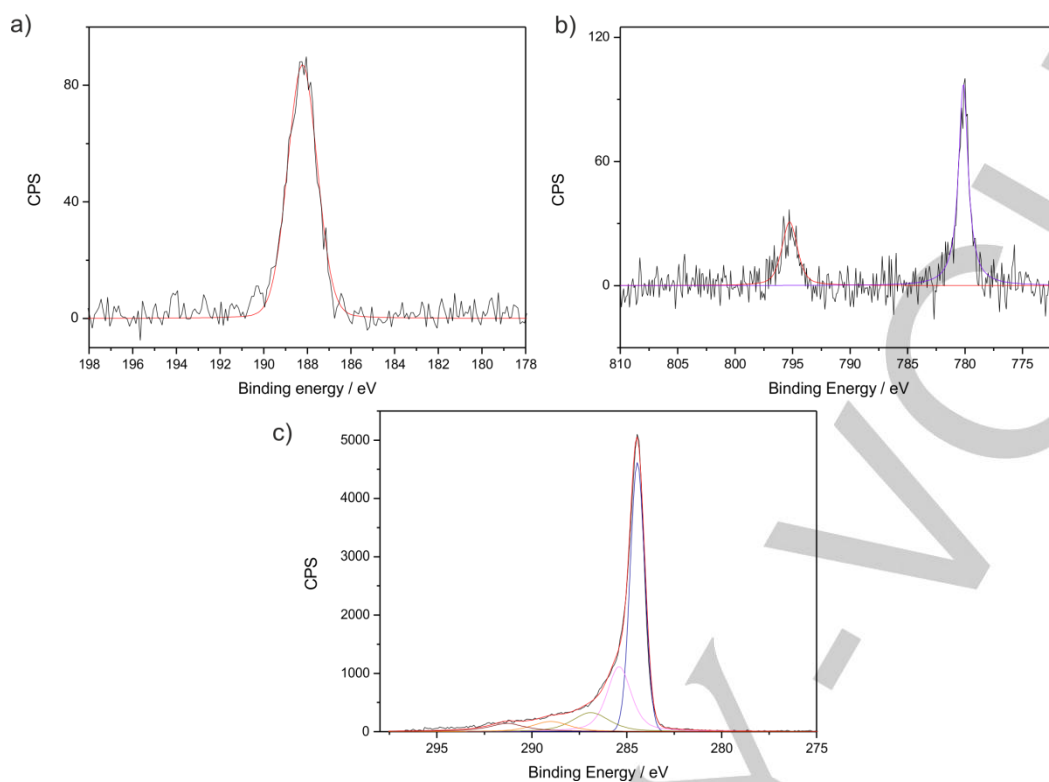 a)
CPS
80
40
0
198 196 194 192 190 188 186 184 182 180 178
Binding energy / eV
b)
CPS
120
60
0
810 805 800 795 790 785 780 775
Binding Energy / eV
c)
CPS
5000
4000
3000
2000
1000
0
295 290 285 280 275
Binding Energy / eV